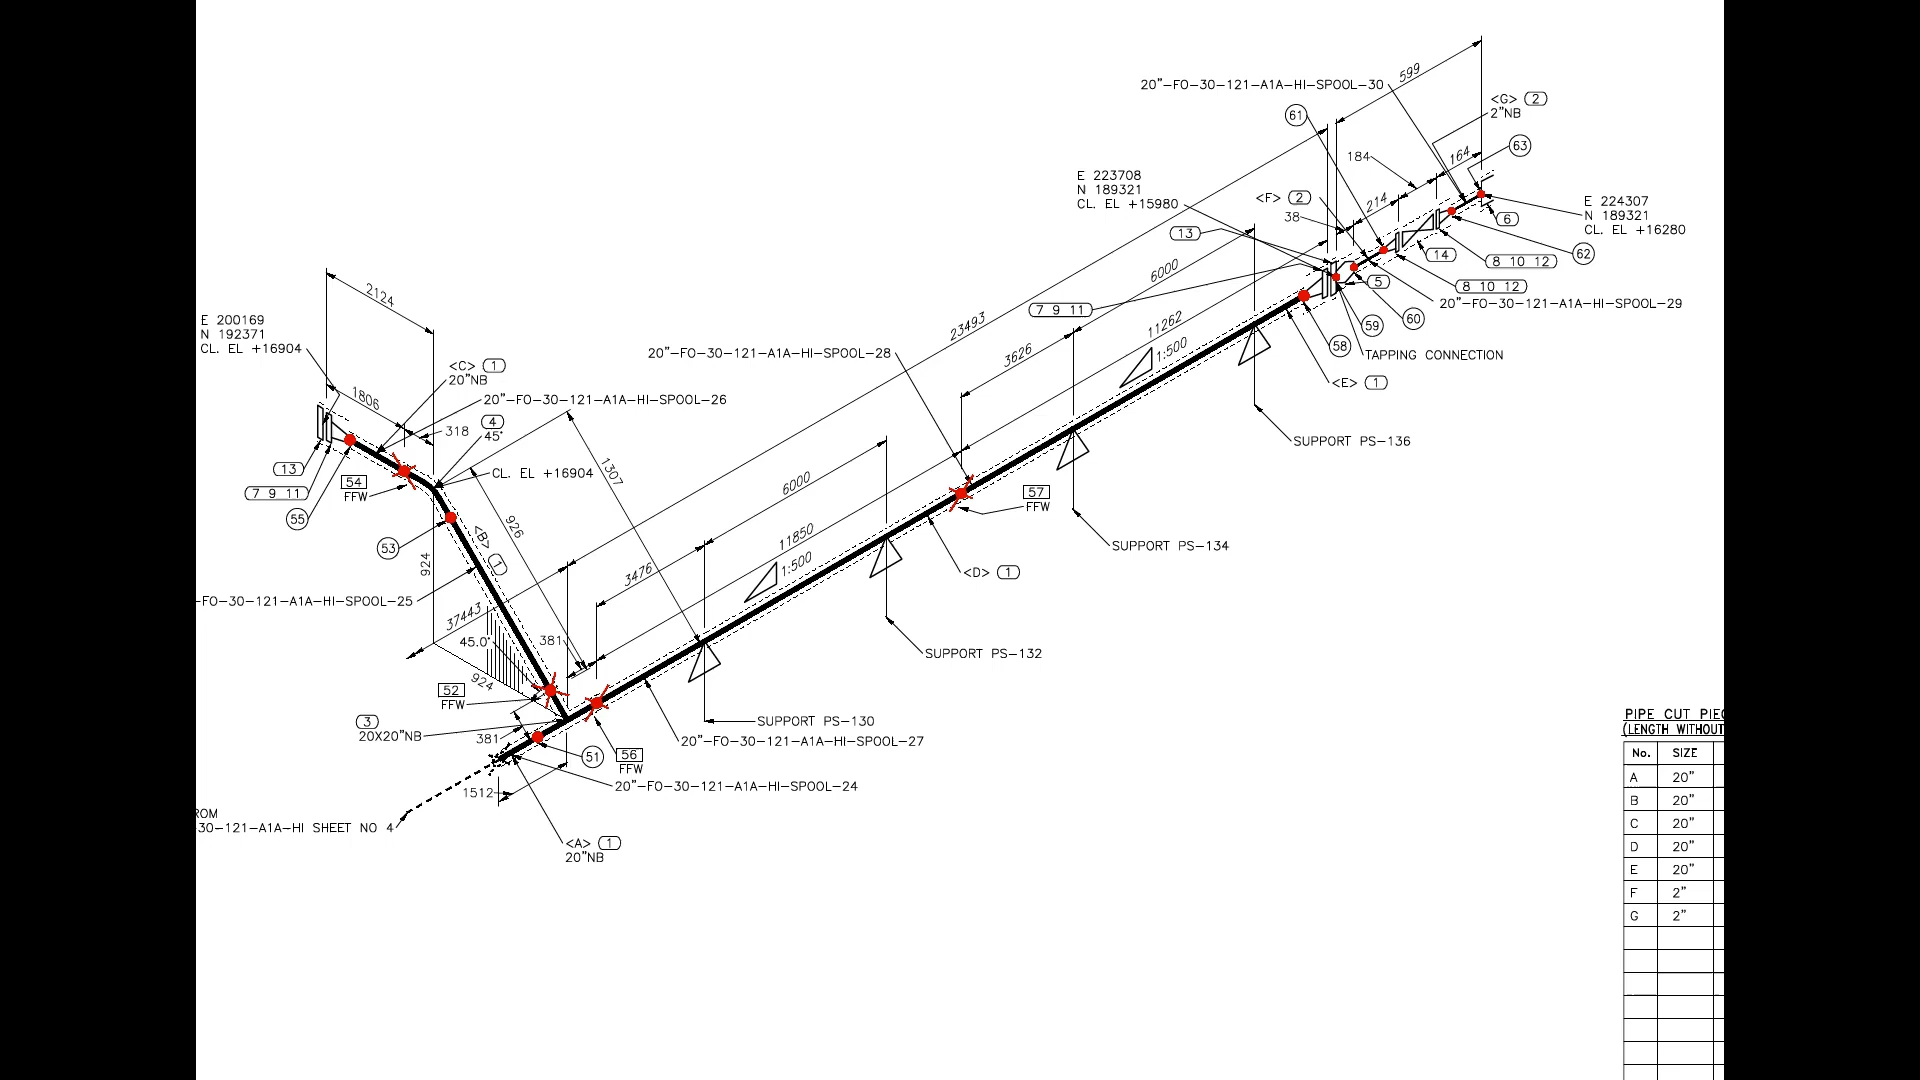 599
20"-FO-30-121-A1A-HI-SPOOL-30
<G> 2
2"NB
61
63
184
164
E 223708
N 189321
CL. EL +15980
<F> 2
214
38
E 224307
N 189321
CL. EL +16280
6
13
14
62
8 10 12
6000
5
8 10 12
2124
7 9 11
20"-FO-30-121-A1A-HI-SPOOL-29
E 200169
N 192371
CL. EL +16904
23493
11262
60
59
58
20"-FO-30-121-A1A-HI-SPOOL-28
3626
1:500
TAPPING CONNECTION
<C> 1
20"NB
<E> 1
1806
20"-FO-30-121-A1A-HI-SPOOL-26
318
4
45°
SUPPORT PS-136
13
CL. EL +16904
1307
54
FFW
6000
57
FFW
7 9 11
55
926
53
<B> 1
11850
SUPPORT PS-134
924
3476
1:500
<D> 1
-FO-30-121-A1A-HI-SPOOL-25
37443
45.0°
381
SUPPORT PS-132
924
52
FFW
3
20X20"NB
381
SUPPORT PS-130
20"-FO-30-121-A1A-HI-SPOOL-27
51
56
FFW
20"-FO-30-121-A1A-HI-SPOOL-24
1512
ROM
30-121-A1A-HI SHEET NO 4
<A> 1
20"NB
PIPE CUT PIEC
(LENGTH WITHOUT
No. SIZE
A 20"
B 20"
C 20"
D 20"
E 20"
F 2"
G 2"